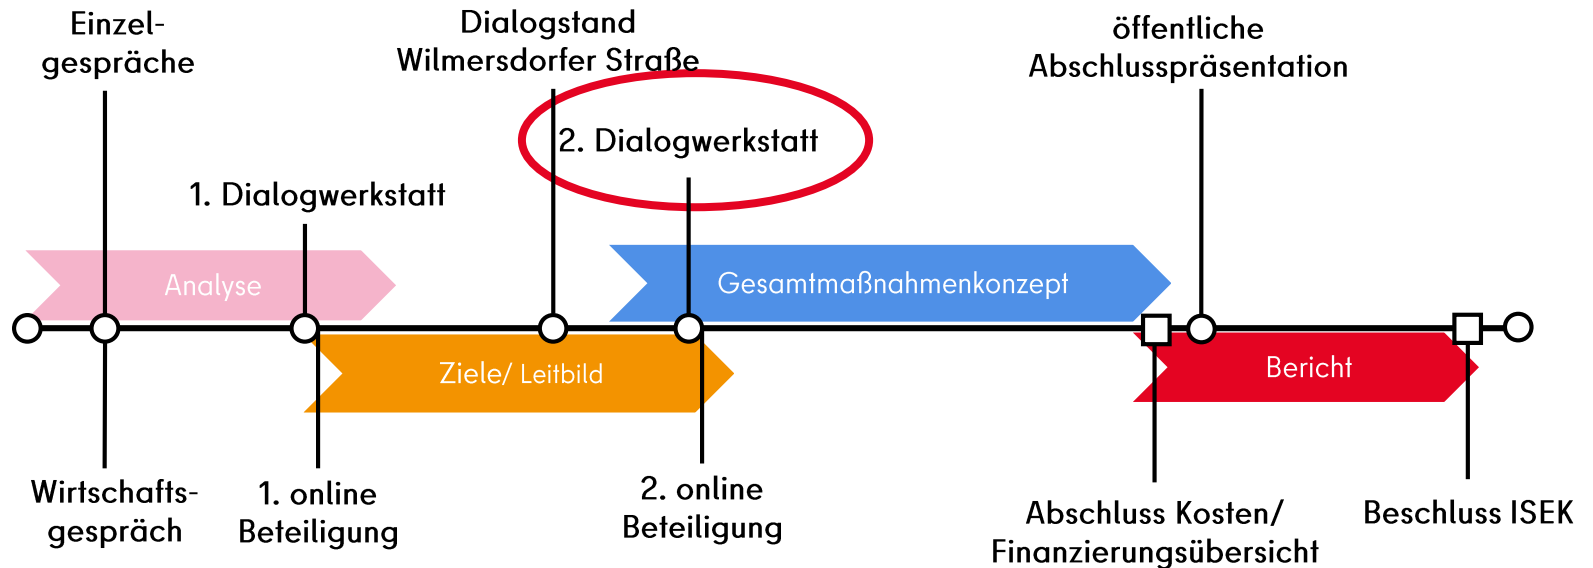 Einzel-
gespräche
Dialogstand
Wilmersdorfer Straße
öffentliche
Abschlusspräsentation
2. Dialogwerkstatt
1. Dialogwerkstatt
Analyse
Gesamtmaßnahmenkonzept
Ziele/ Leitbild
Bericht
Wirtschafts-
gespräch
1. online
Beteiligung
2. online
Beteiligung
Abschluss Kosten/
Finanzierungsübersicht
Beschluss ISEK